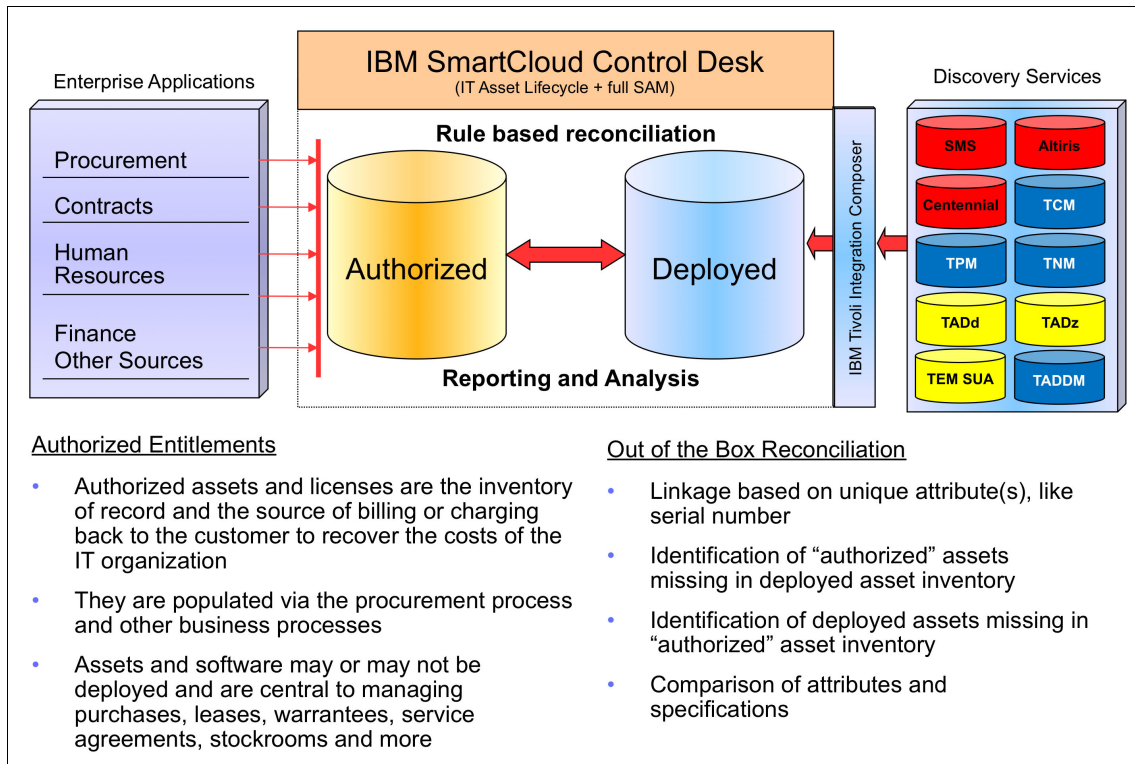 IBM SmartCloud Control Desk
(IT Asset Lifecycle + full SAM)
Enterprise Applications
Procurement
Contracts
Human
Resources
Finance
Other Sources
Rule based reconciliation
Authorized
Deployed
Reporting and Analysis
IBM Tivoli Integration Composer
Discovery Services
SMS
Altiris
Centennial
TCM
TPM
TNM
TADd
TADz
TEM SUA
TADDM
Authorized Entitlements
• Authorized assets and licenses are the inventory
of record and the source of billing or charging
back to the customer to recover the costs of the
IT organization
• They are populated via the procurement process
and other business processes
• Assets and software may or may not be
deployed and are central to managing
purchases, leases, warrantees, service
agreements, stockrooms and more
Out of the Box Reconciliation
• Linkage based on unique attribute(s), like
serial number
• Identification of “authorized” assets
missing in deployed asset inventory
• Identification of deployed assets missing in
“authorized” asset inventory
• Comparison of attributes and
specifications